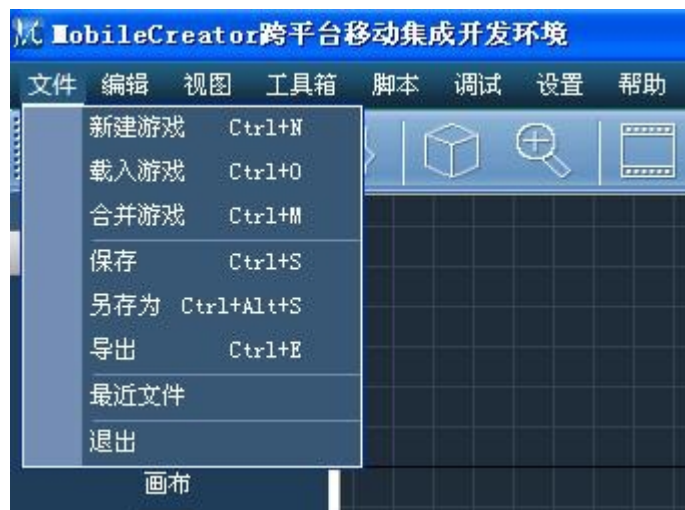 MobileCreator跨平台移动集成开发环境
文件 编辑 视图 工具箱 脚本 调试 设置 帮助
新建游戏 Ctrl+N
载入游戏 Ctrl+O
合并游戏 Ctrl+M
保存 Ctrl+S
另存为 Ctrl+Alt+S
导出 Ctrl+E
最近文件
退出
画布